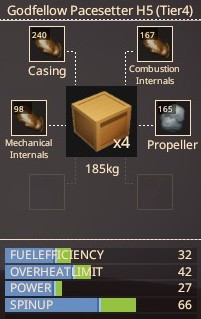 Godfellow Pacesetter H5 (Tier4)
240
167
Casing
Combustion
Internals
98
165
x4
Mechanical
Internals
Propeller
185kg
FUELEFFICIENCY 32
OVERHEATLIMIT 42
POWER 27
SPINUP 66